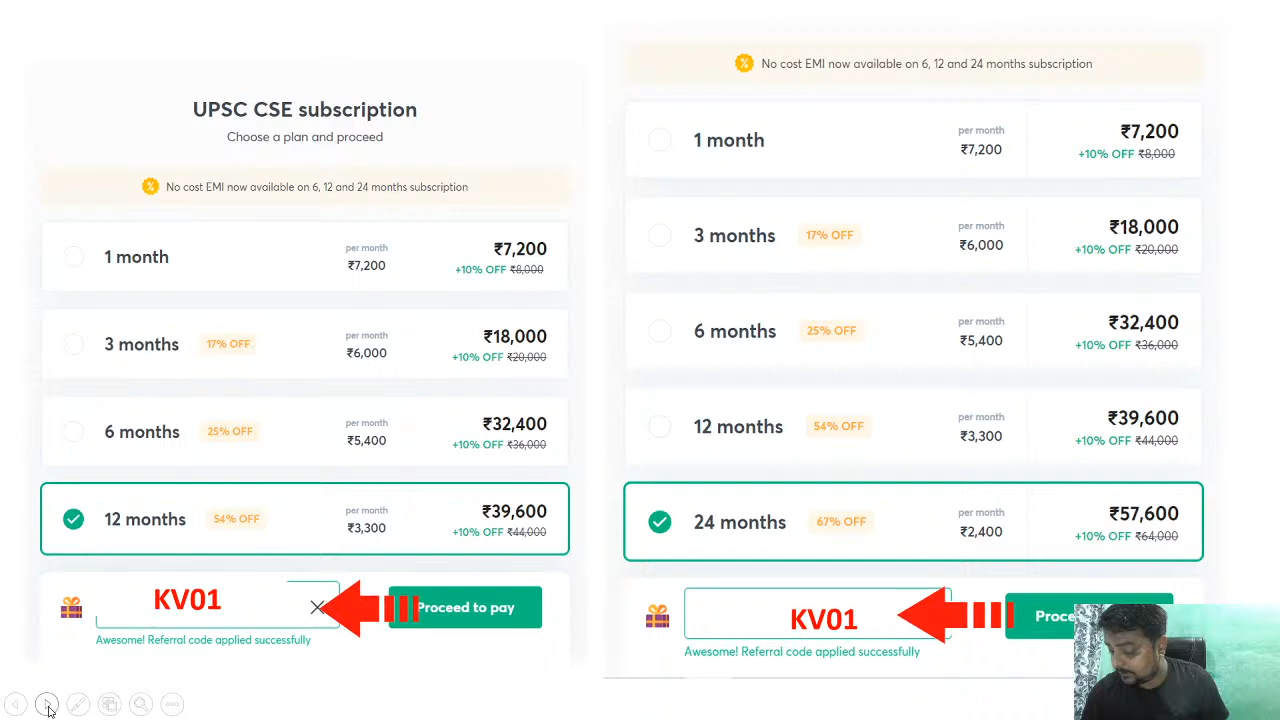 UPSC CSE subscription
Choose a plan and proceed
No cost EMI now available on 6, 12 and 24 months subscription
1 month
per month
₹7,200
₹7,200
+10% OFF ₹8,000
3 months
17% OFF
per month
₹6,000
₹18,000
+10% OFF ₹20,000
6 months
25% OFF
per month
₹5,400
₹32,400
+10% OFF ₹36,000
12 months
54% OFF
per month
₹3,300
₹39,600
+10% OFF ₹44,000
KV01
Proceed to pay
Awesome! Referral code applied successfully
No cost EMI now available on 6, 12 and 24 months subscription
1 month
per month
₹7,200
₹7,200
+10% OFF ₹8,000
3 months
17% OFF
per month
₹6,000
₹18,000
+10% OFF ₹20,000
6 months
25% OFF
per month
₹5,400
₹32,400
+10% OFF ₹36,000
12 months
54% OFF
per month
₹3,300
₹39,600
+10% OFF ₹44,000
24 months
67% OFF
per month
₹2,400
₹57,600
+10% OFF ₹64,000
KV01
Proce
Awesome! Referral code applied successfully